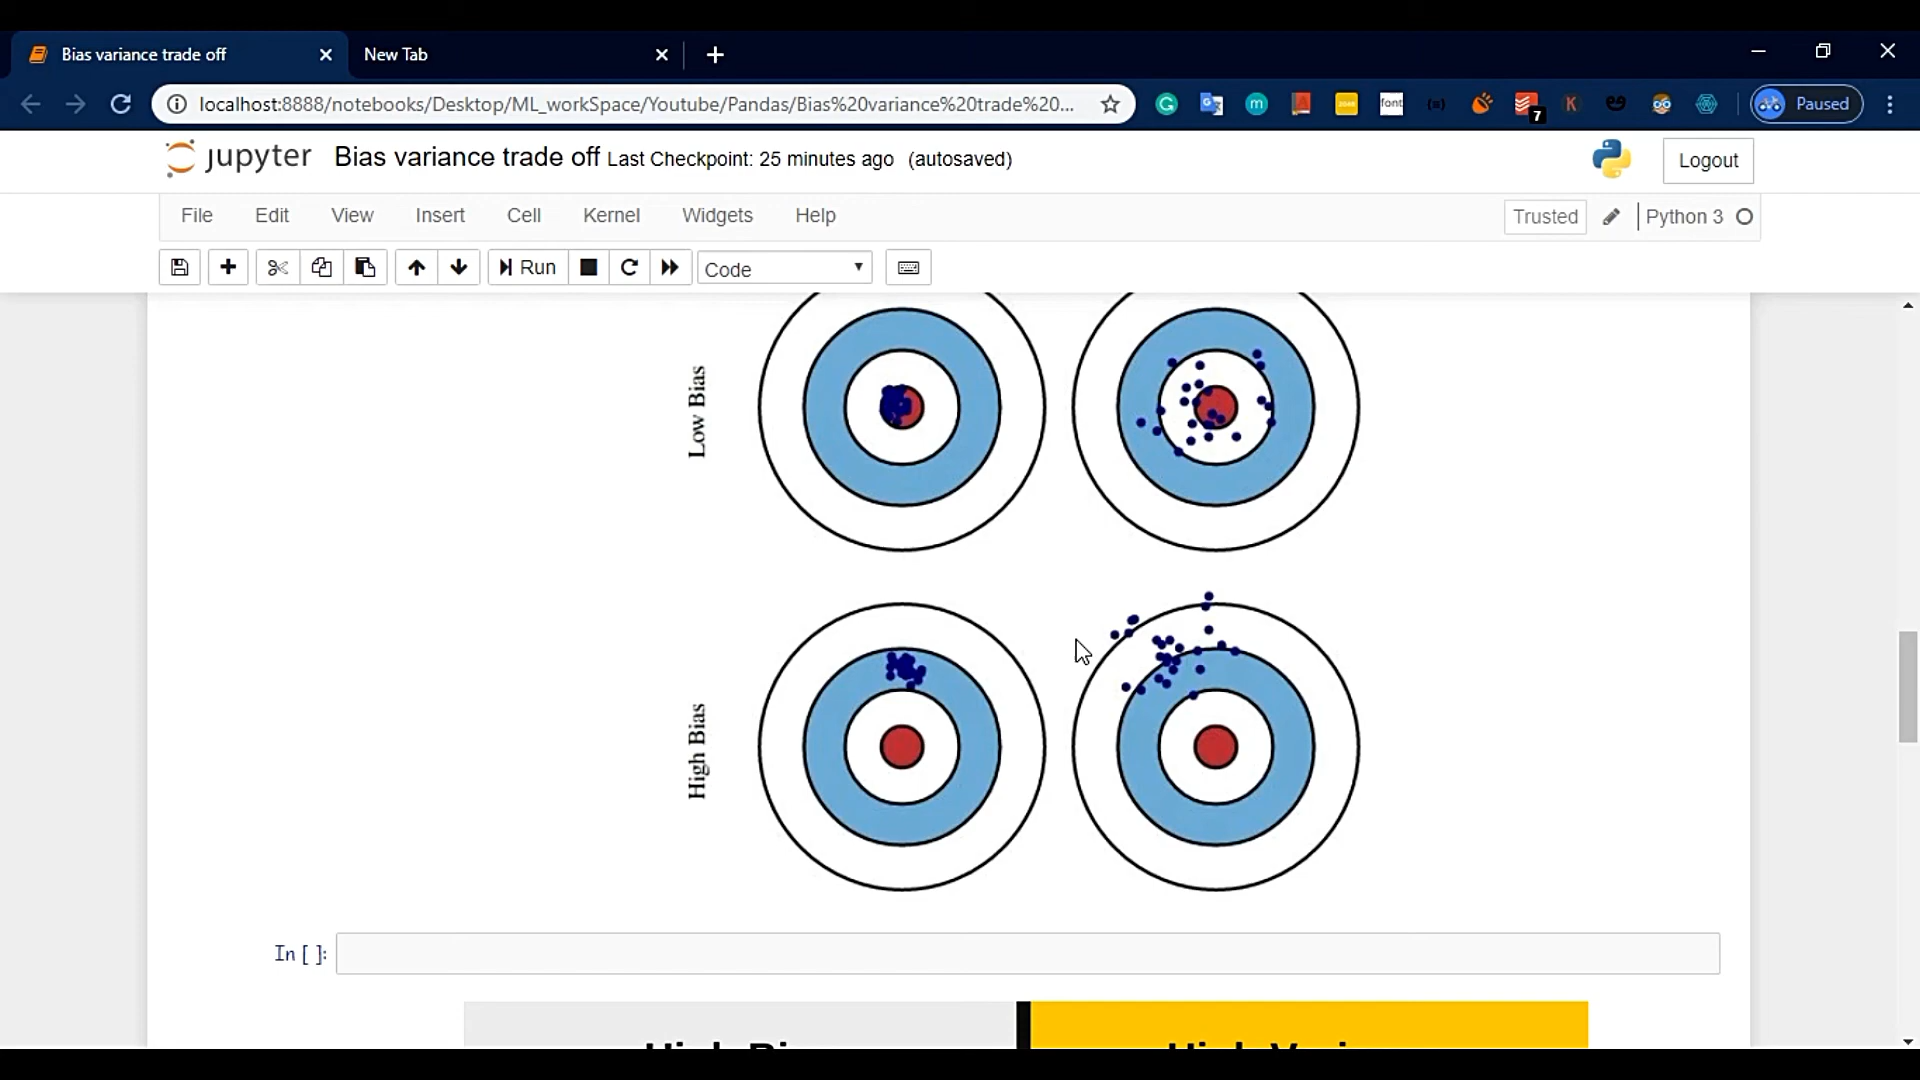 Bias variance trade off
New Tab
localhost:8888/notebooks/Desktop/ML_workSpace/Youtube/Pandas/Bias%20variance%20trade%20...
font
7
K
Paused
jupyter Bias variance trade off Last Checkpoint: 25 minutes ago (autosaved)
Logout
File Edit View Insert Cell Kernel Widgets Help
Trusted Python 3
Run
Code
Low Bias
High Bias
In [ ]: